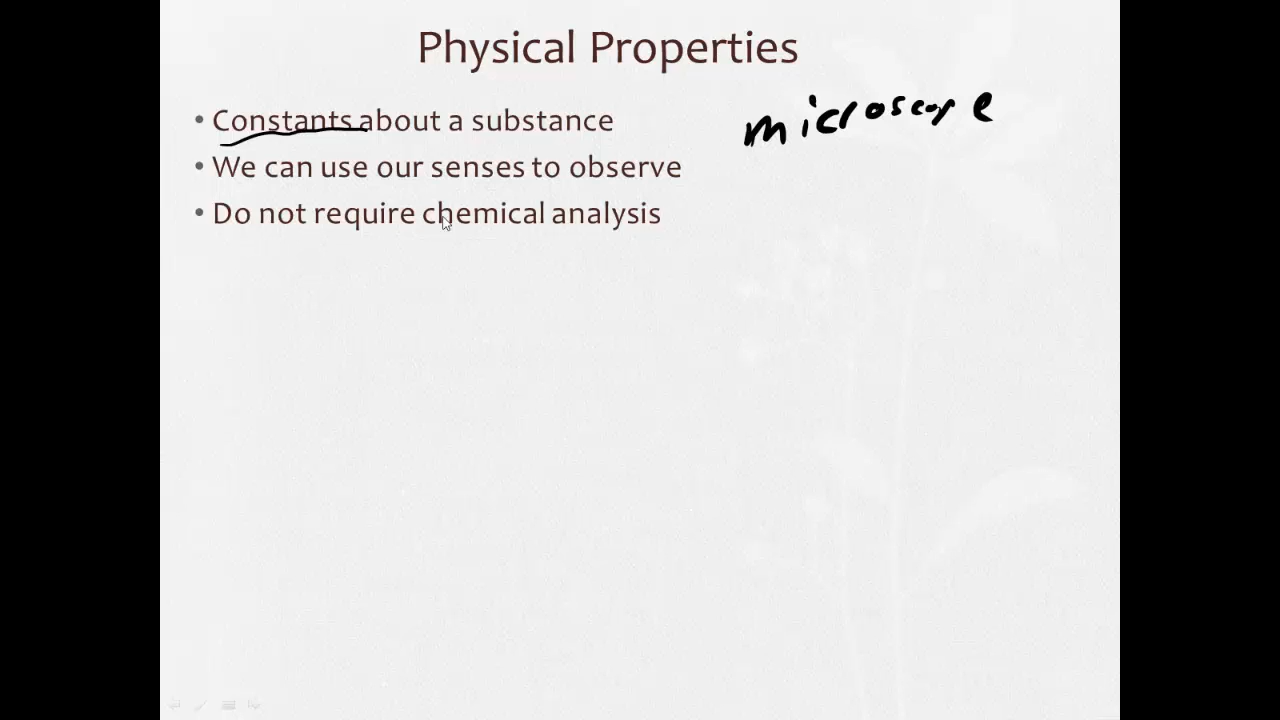 Physical Properties
• Constants about a substance
microscope
• We can use our senses to observe
• Do not require chemical analysis